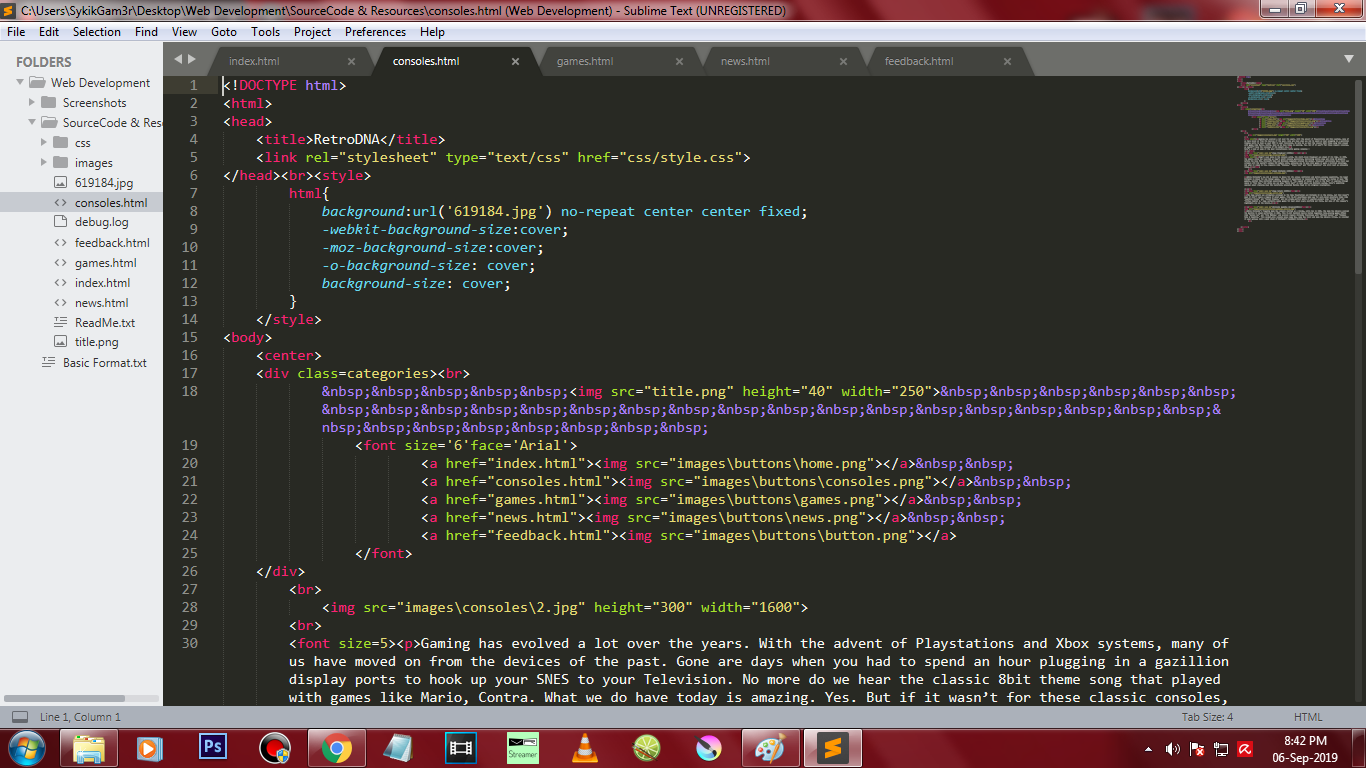 C:\Users\SykikGam3r\Desktop\Web Development\SourceCode & Resources\consoles.html (Web Development) - Sublime Text (UNREGISTERED)
File Edit Selection Find View Goto Tools Project Preferences Help
FOLDERS
Web Development
Screenshots
SourceCode & Res
css
images
619184.jpg
consoles.html
debug.log
feedback.html
games.html
index.html
news.html
ReadMe.txt
title.png
Basic Format.txt
index.html × consoles.html × games.html × news.html × feedback.html ×
1 <!DOCTYPE html>
2 <html>
3 <head>
4 <title>RetroDNA</title>
5 <link rel="stylesheet" type="text/css" href="css/style.css">
6 </head><br><style>
7 html{
8 background:url('619184.jpg') no-repeat center center fixed;
9 -webkit-background-size:cover;
10 -moz-background-size:cover;
11 -o-background-size: cover;
12 background-size: cover;
13 }
14 </style>
15 <body>
16 <center>
17 <div class=categories><br>
18 &nbsp;&nbsp;&nbsp;&nbsp;&nbsp;<img src="title.png" height="40" width="250">&nbsp;&nbsp;&nbsp;&nbsp;&nbsp;&nbsp;
&nbsp;&nbsp;&nbsp;&nbsp;&nbsp;&nbsp;&nbsp;&nbsp;&nbsp;&nbsp;&nbsp;&nbsp;&nbsp;&nbsp;&nbsp;&nbsp;&nbsp;&nbsp;&
nbsp;&nbsp;&nbsp;&nbsp;&nbsp;&nbsp;&nbsp;&nbsp;
19 <font size='6'face='Arial'>
20 <a href="index.html"><img src="images\buttons\home.png"></a>&nbsp;&nbsp;
21 <a href="consoles.html"><img src="images\buttons\consoles.png"></a>&nbsp;&nbsp;
22 <a href="games.html"><img src="images\buttons\games.png"></a>&nbsp;&nbsp;
23 <a href="news.html"><img src="images\buttons\news.png"></a>&nbsp;&nbsp;
24 <a href="feedback.html"><img src="images\buttons\button.png"></a>
25 </font>
26 </div>
27 <br>
28 <img src="images\consoles\2.jpg" height="300" width="1600">
29 <br>
30 <font size=5><p>Gaming has evolved a lot over the years. With the advent of Playstations and Xbox systems, many of
us have moved on from the devices of the past. Gone are days when you had to spend an hour plugging in a gazillion
display ports to hook up your SNES to your Television. No more do we hear the classic 8bit theme song that played
with games like Mario, Contra. What we do have today is amazing. Yes. But if it wasn’t for these classic consoles,
Line 1, Column 1 Tab Size: 4 HTML
Ps
Streamer
8:42 PM
06-Sep-2019